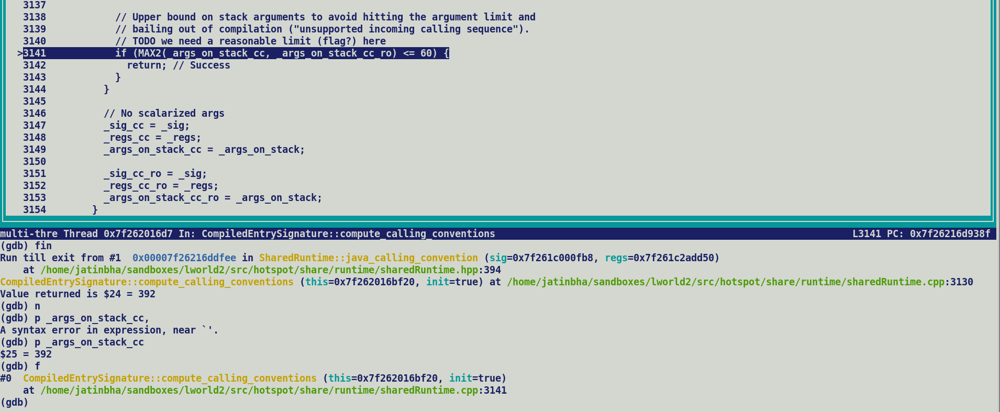 3137
3138 // Upper bound on stack arguments to avoid hitting the argument limit and
3139 // bailing out of compilation ("unsupported incoming calling sequence").
3140 // TODO we need a reasonable limit (flag?) here
>3141 if (MAX2(_args_on_stack_cc, _args_on_stack_cc_ro) <= 60) {
3142 return; // Success
3143 }
3144 }
3145
3146 // No scalarized args
3147 _sig_cc = _sig;
3148 _regs_cc = _regs;
3149 _args_on_stack_cc = _args_on_stack;
3150
3151 _sig_cc_ro = _sig;
3152 _regs_cc_ro = _regs;
3153 _args_on_stack_cc_ro = _args_on_stack;
3154 }
multi-thre Thread 0x7f262016d7 In: CompiledEntrySignature::compute_calling_conventions L3141 PC: 0x7f26216d938f
(gdb) fin
Run till exit from #1 0x00007f26216ddfee in SharedRuntime::java_calling_convention (sig=0x7f261c000fb8, regs=0x7f261c2add50)
at /home/jatinbha/sandboxes/lworld2/src/hotspot/share/runtime/sharedRuntime.hpp:394
CompiledEntrySignature::compute_calling_conventions (this=0x7f262016bf20, init=true) at /home/jatinbha/sandboxes/lworld2/src/hotspot/share/runtime/sharedRuntime.cpp:3130
Value returned is $24 = 392
(gdb) n
(gdb) p _args_on_stack_cc,
A syntax error in expression, near `'.
(gdb) p _args_on_stack_cc
$25 = 392
(gdb) f
#0 CompiledEntrySignature::compute_calling_conventions (this=0x7f262016bf20, init=true)
at /home/jatinbha/sandboxes/lworld2/src/hotspot/share/runtime/sharedRuntime.cpp:3141
(gdb)